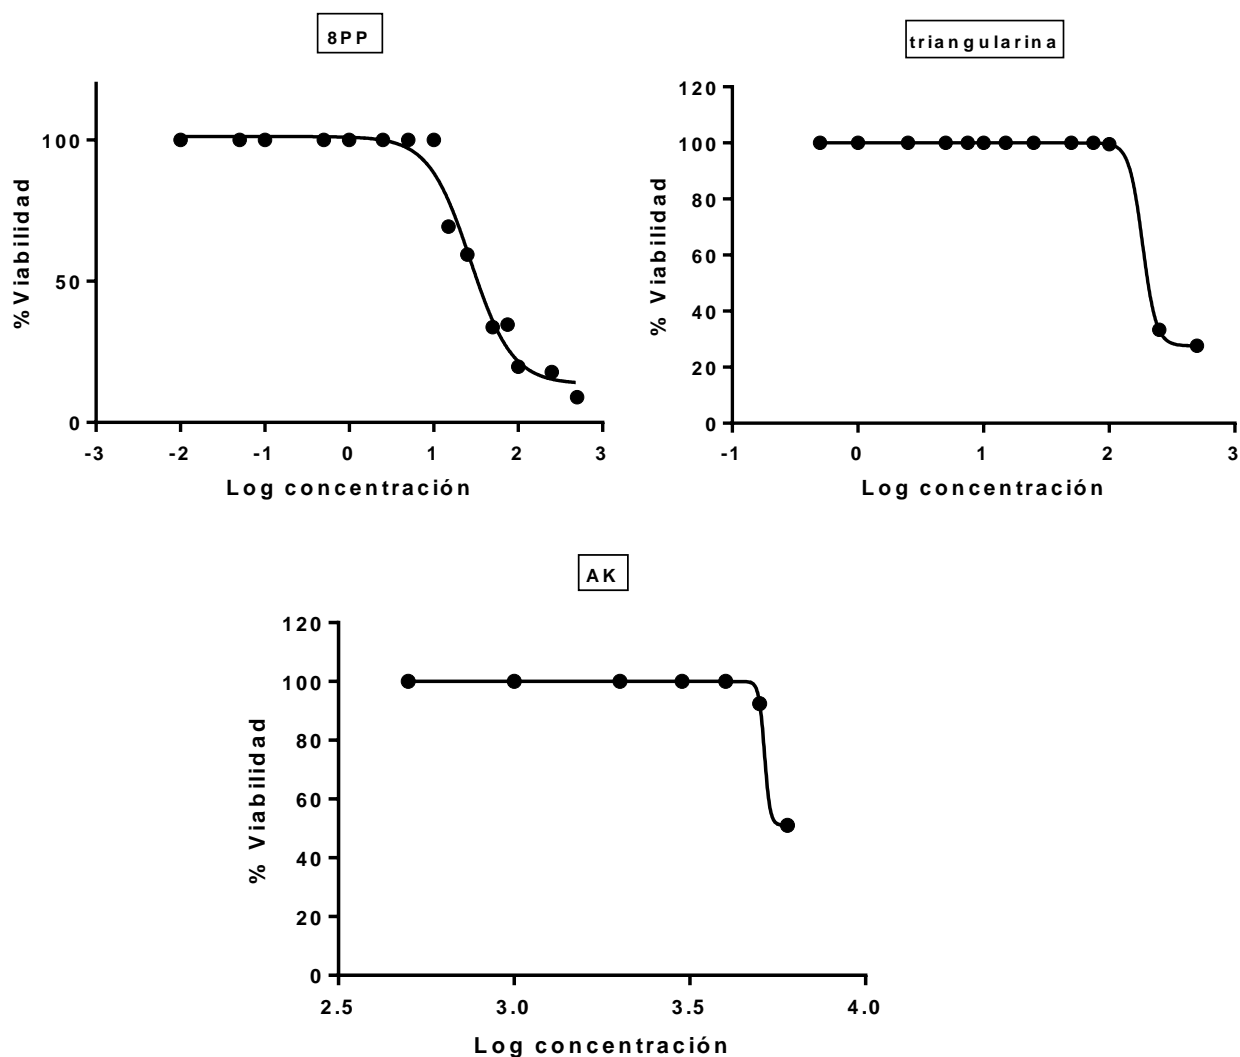 8PP
% Viabilidad
100
50
0
-3 -2 -1 0 1 2 3
Log concentración
triangularina
% Viabilidad
120
100
80
60
40
20
0
-1 0 1 2 3
Log concentración
AK
% Viabilidad
120
100
80
60
40
20
0
2.5 3.0 3.5 4.0
Log concentración